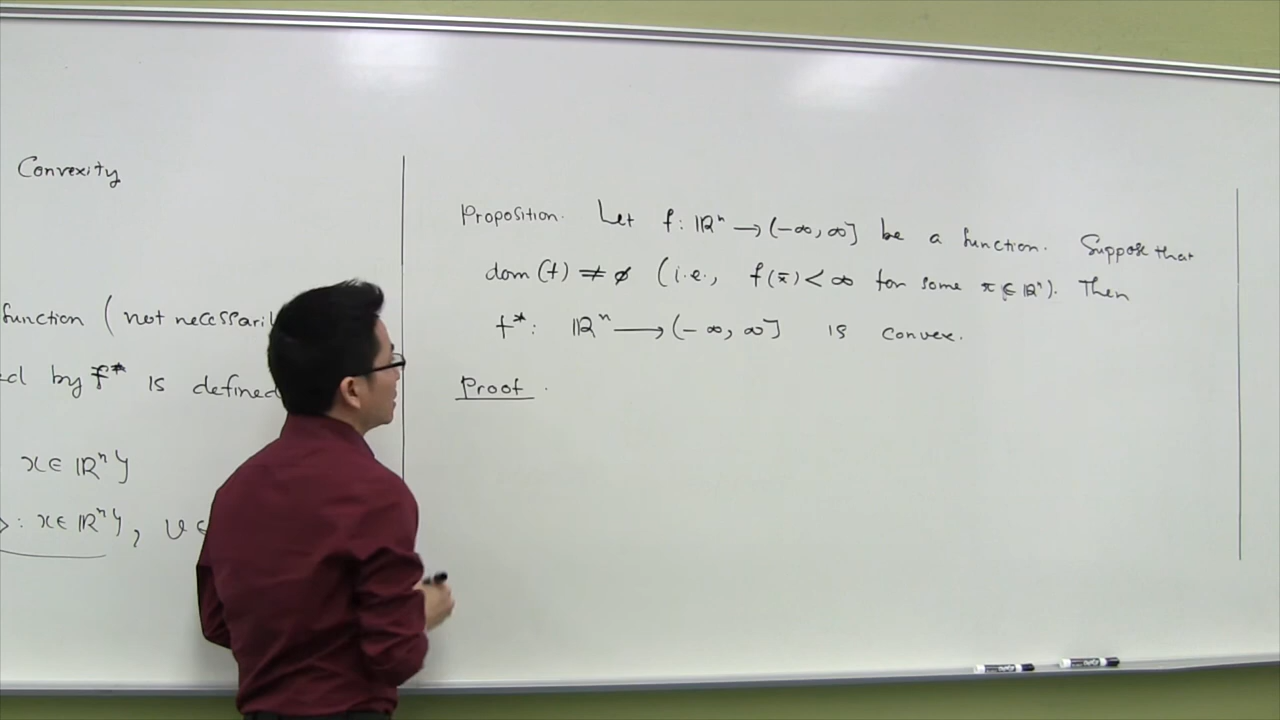 Convexity
function (not necessaril
ed by f* is defined
x ∈ ℝⁿ}
>: x ∈ ℝⁿ}, v ∈
Proposition. Let f: ℝⁿ → (-∞, ∞] be a function. Suppose that
dom(f) ≠ ∅ (i.e., f(x̄) < ∞ for some x̄ ∈ ℝⁿ). Then
f*: ℝⁿ → (-∞, ∞] is convex.
Proof.